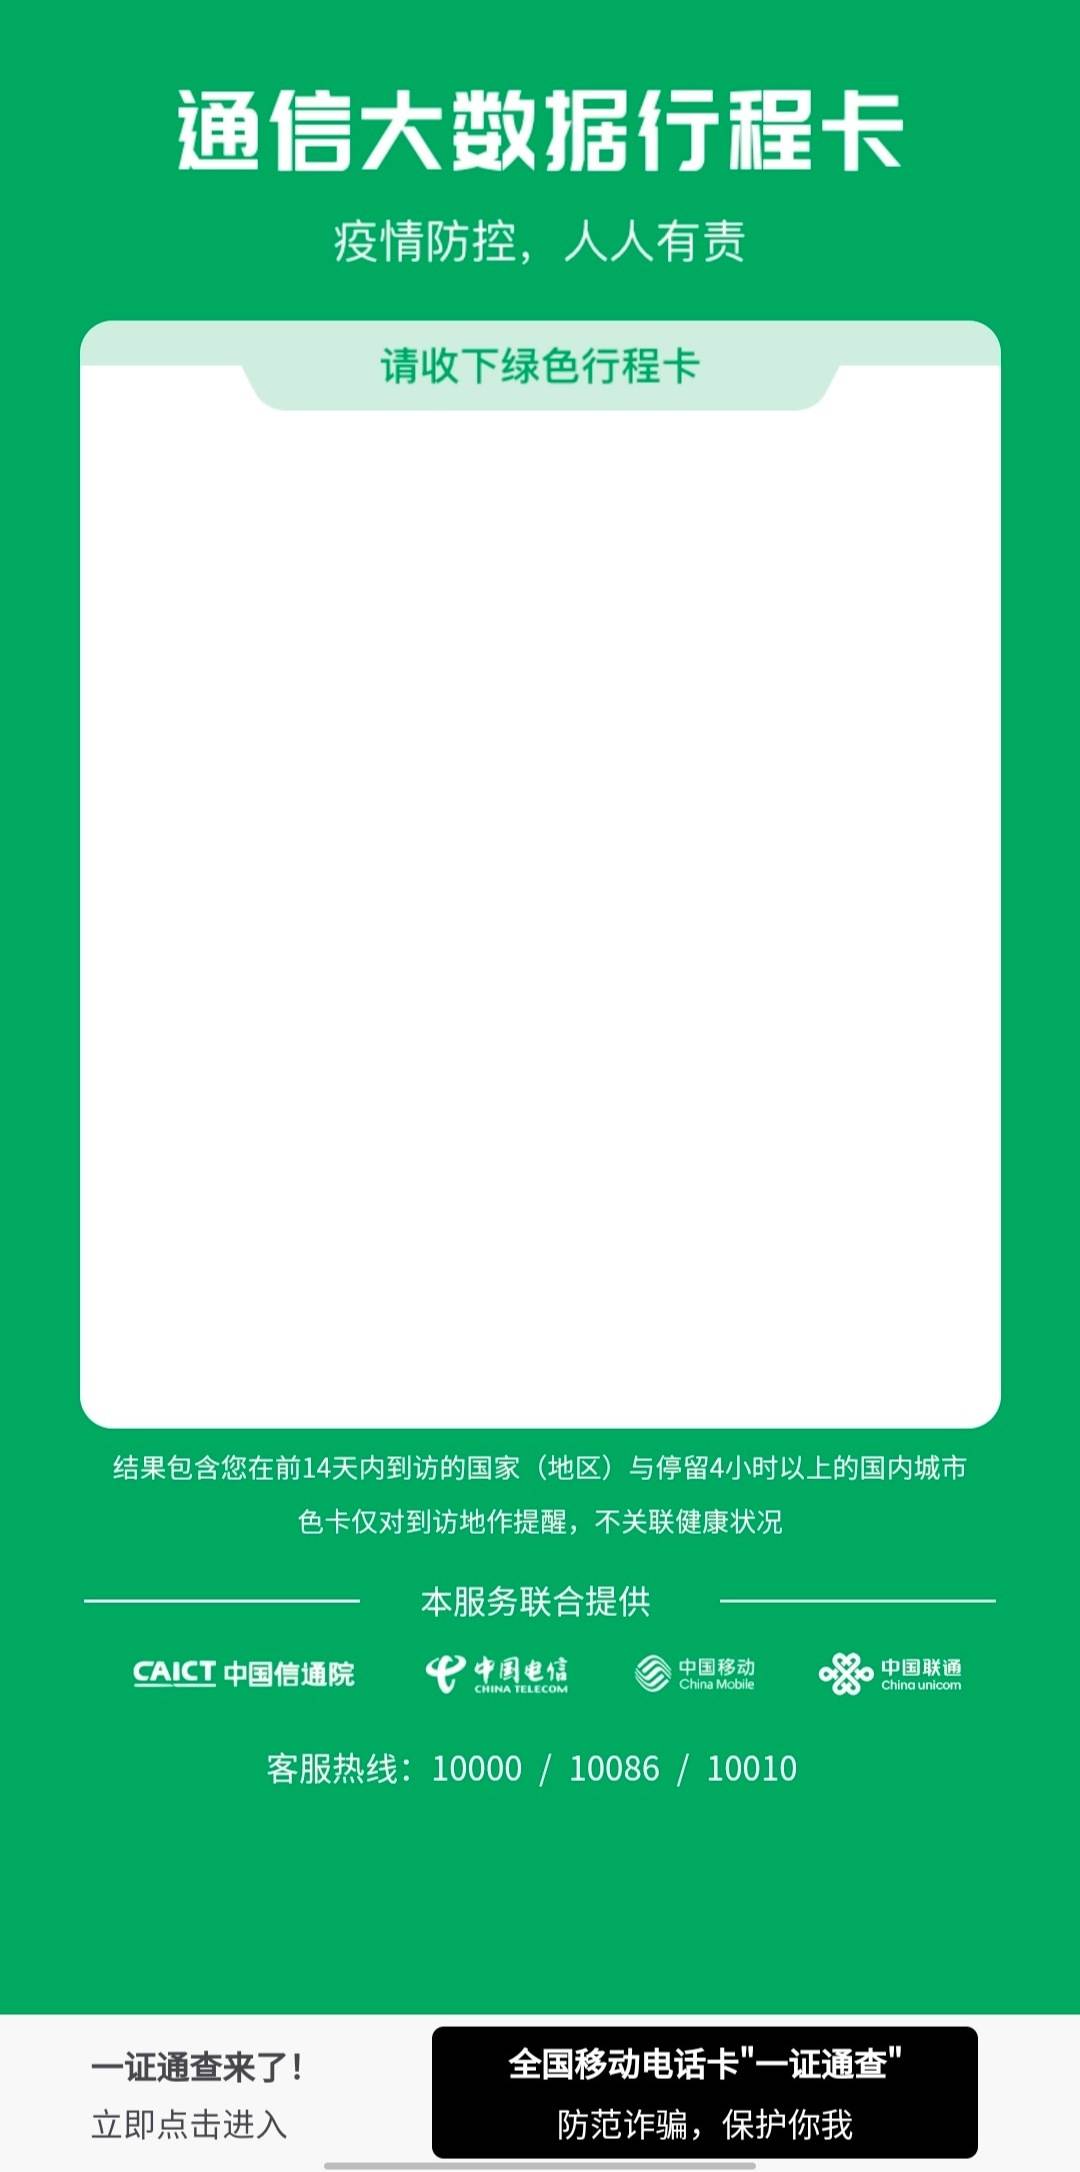 通信大数据行程卡
疫情防控，人人有责
请收下绿色行程卡
结果包含您在前14天内到访的国家（地区）与停留4小时以上的国内城市
色卡仅对到访地作提醒，不关联健康状况
本服务联合提供
CAICT 中国信通院
中国电信
CHINA TELECOM
中国移动
China Mobile
中国联通
China unicom
客服热线：10000 / 10086 / 10010
一证通查来了！
立即点击进入
全国移动电话卡"一证通查"
防范诈骗，保护你我